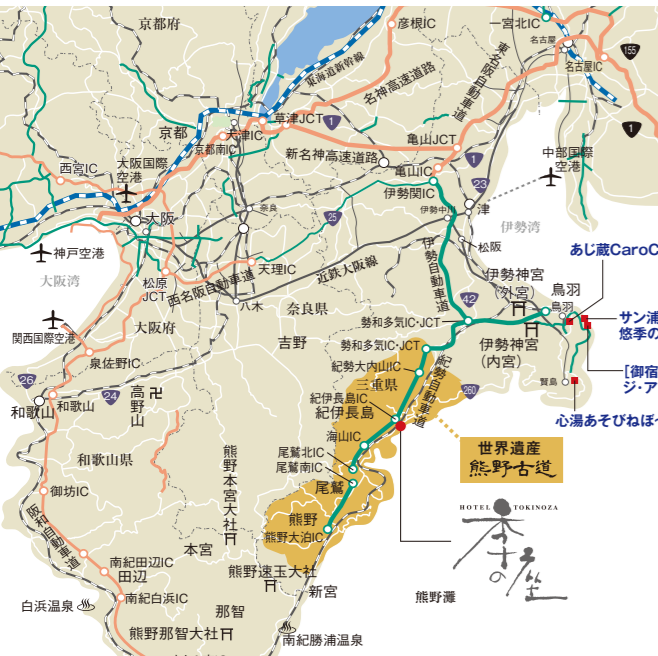 京都府
彦根IC
一宮北IC
名古屋
名古屋IC
155
東海道新幹線
名神高速道路
東名阪自動車道
草津JCT
1
1
京都
大津IC
京都南IC
亀山JCT
新名神高速道路
1
中部国際
空港
西宮IC
大阪国際
空港
亀山IC
23
伊勢関IC
奈良
津
伊勢中川
大阪
25
伊勢湾
松阪
神戸空港
大阪湾
松原
JCT
天理IC
西名阪自動車道
近鉄大阪線
伊勢自動車道
あじ蔵CaroC
伊勢神宮
(外宮)
鳥羽
鳥羽
八木
42
奈良県
大阪府
関西国際空港
勢和多気IC・JCT
サン浦
悠季の
吉野
勢和多気IC・JCT
伊勢神宮
(内宮)
泉佐野IC
紀勢大内山IC
[御宿
ジ・ア
26
24
高野山
三重県
紀勢自動車道
賢島
260
和歌山
和歌山
紀伊長島IC
紀伊長島
心湯あそびねぼ
海山IC
世界遺産
熊野古道
和歌山県
熊野本宮大社
尾鷲北IC
尾鷲南IC
尾鷲
御坊IC
HOTEL TOKINOZA
季の座
阪和自動車道
熊野
熊野大泊IC
本宮
南紀田辺IC
田辺
熊野速玉大社
新宮
熊野灘
白浜温泉
南紀白浜IC
那智
熊野那智大社
南紀勝浦温泉